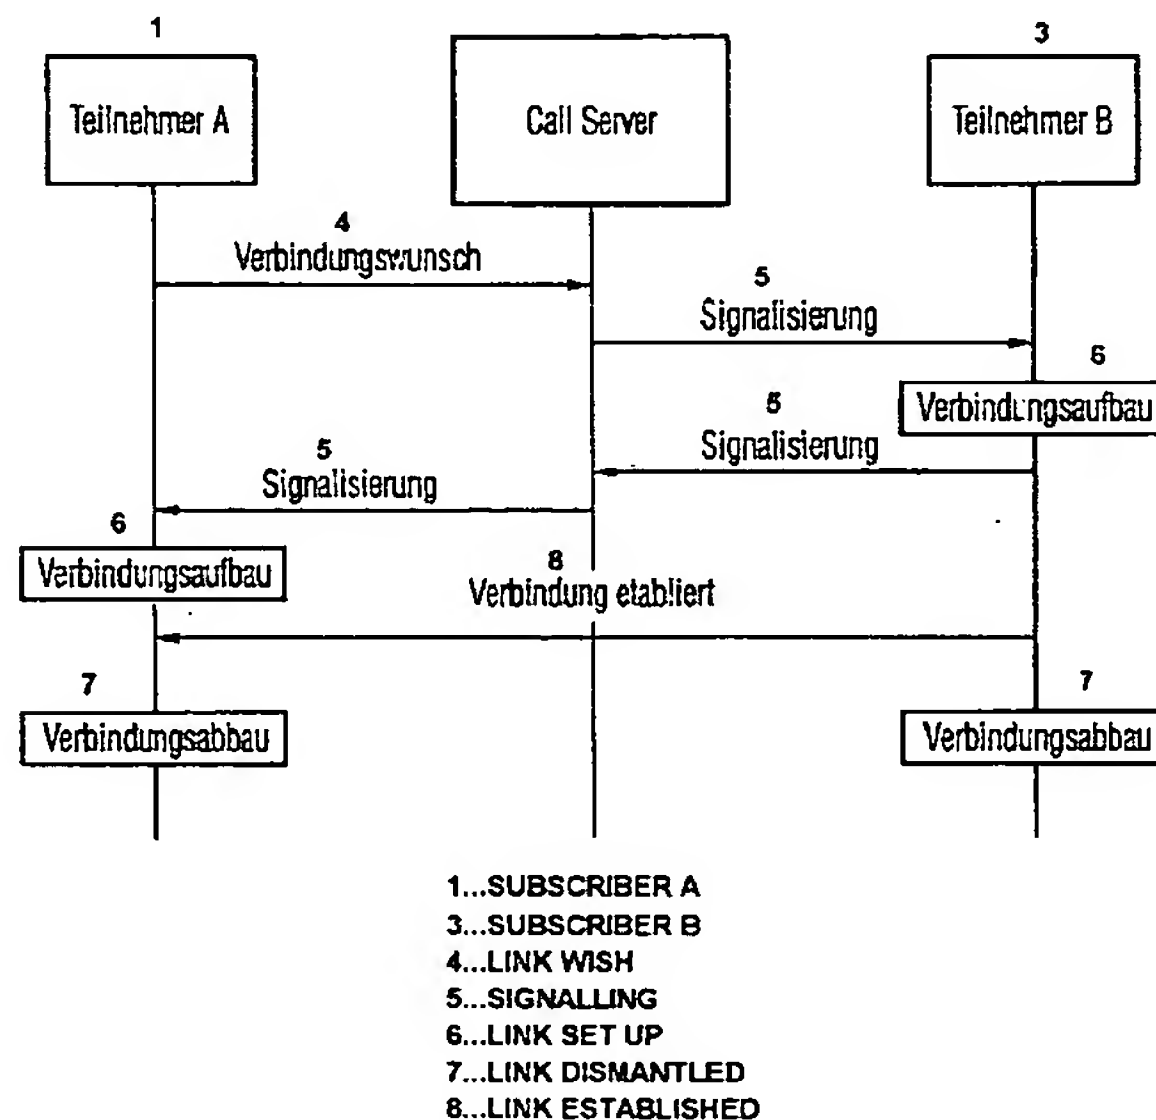 1
3
Teilnehmer A
Call Server
Teilnehmer B
4
Verbindungswunsch
5
Signalisierung
6
Verbindungsaufbau
5
Signalisierung
5
Signalisierung
6
Verbindungsaufbau
8
Verbindung etabliert
7
Verbindungsabbau
7
Verbindungsabbau
1...SUBSCRIBER A
3...SUBSCRIBER B
4...LINK WISH
5...SIGNALLING
6...LINK SET UP
7...LINK DISMANTLED
8...LINK ESTABLISHED